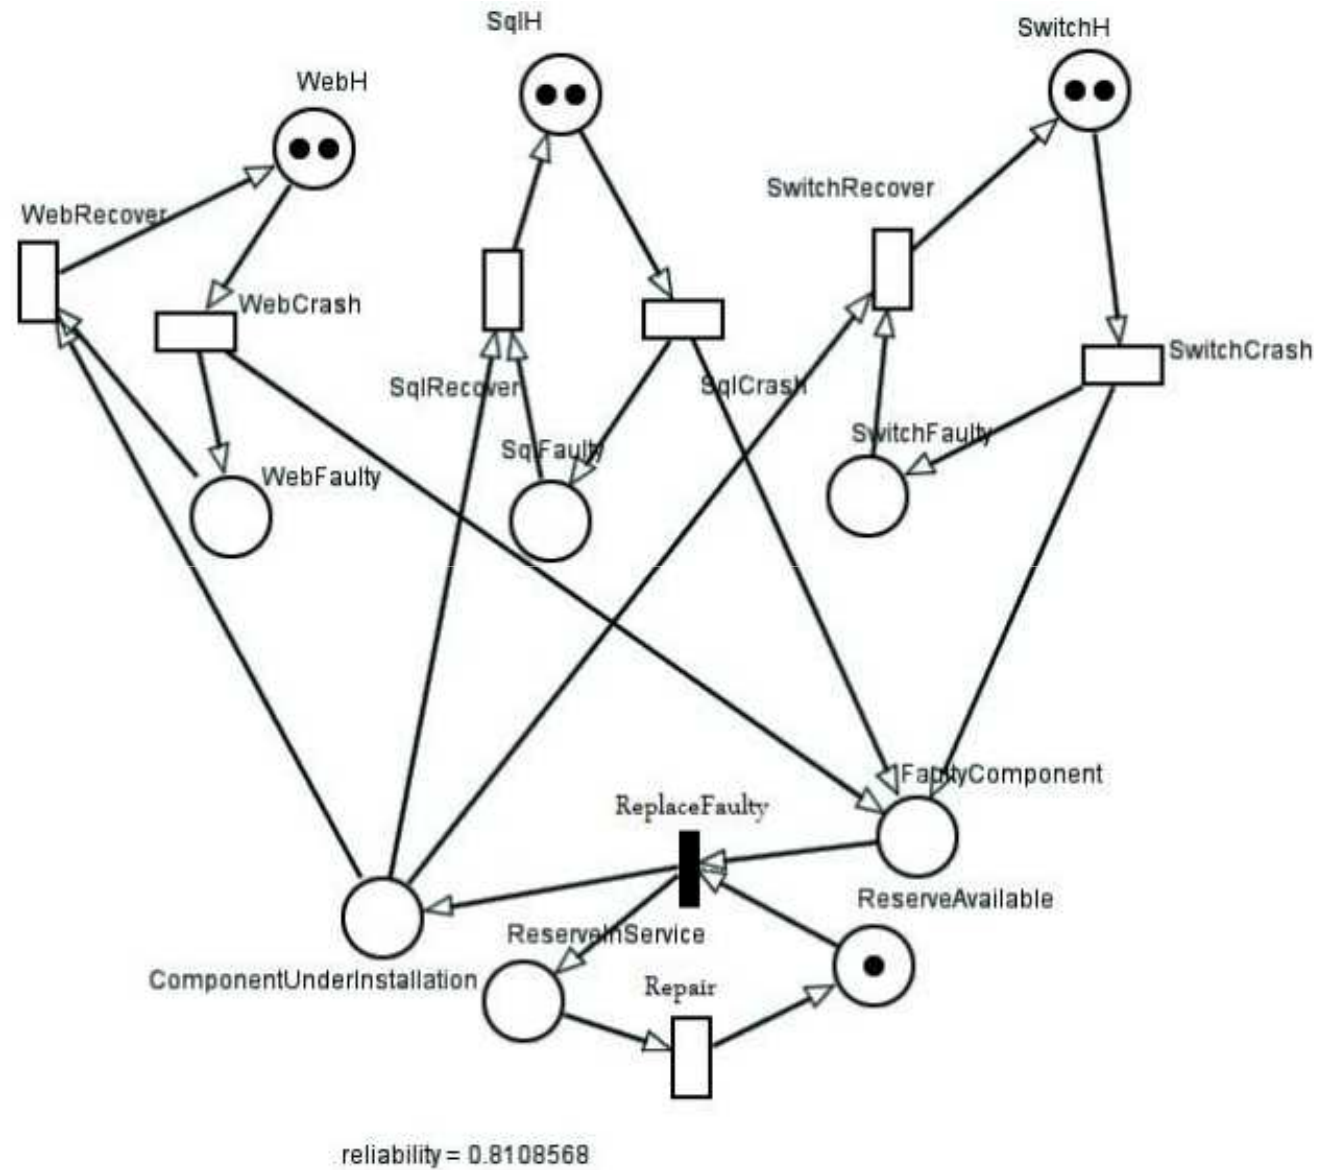 SqlH
SwitchH
WebH
SwitchRecover
WebRecover
WebCrash
SwitchCrash
SqlRecover
SqlCrash
SwitchFaulty
SqlFaulty
WebFaulty
FaultyComponent
ReplaceFaulty
ReserveAvailable
ReserveInService
ComponentUnderInstallation
Repair
reliability = 0.8108568